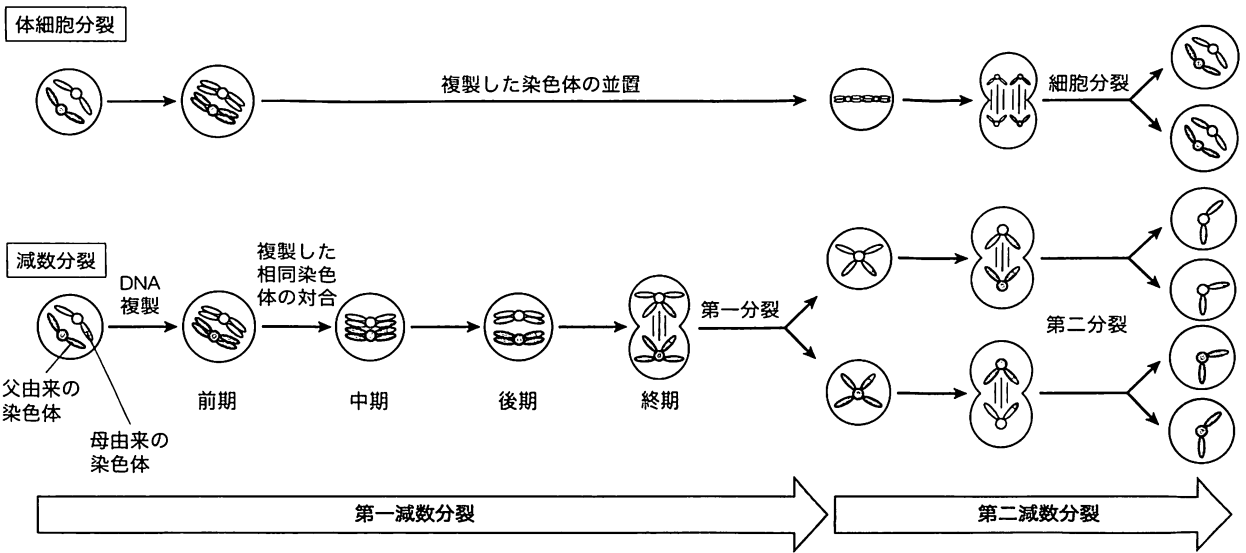 体細胞分裂
複製した染色体の並置
細胞分裂
減数分裂
DNA
複製
複製した
相同染色
体の対合
第一分裂
第二分裂
父由来の
染色体
母由来の
染色体
前期
中期
後期
終期
第一減数分裂
第二減数分裂